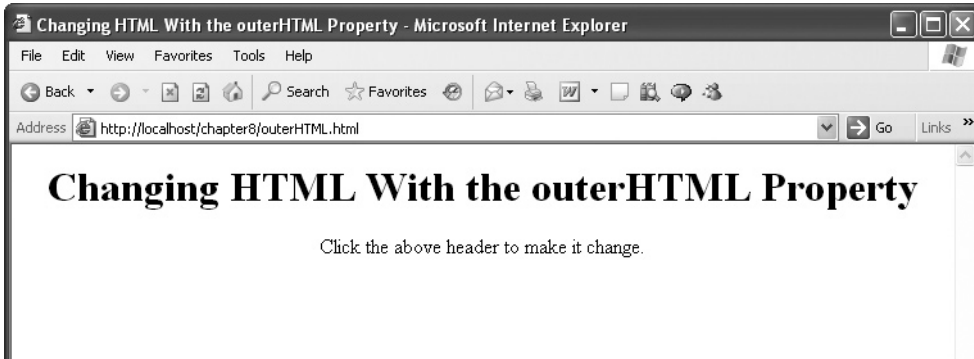 Changing HTML With the outerHTML Property - Microsoft Internet Explorer
File Edit View Favorites Tools Help
Back Search Favorites W
Address http://localhost/chapter8/outerHTML.html Go Links »
Changing HTML With the outerHTML Property
Click the above header to make it change.